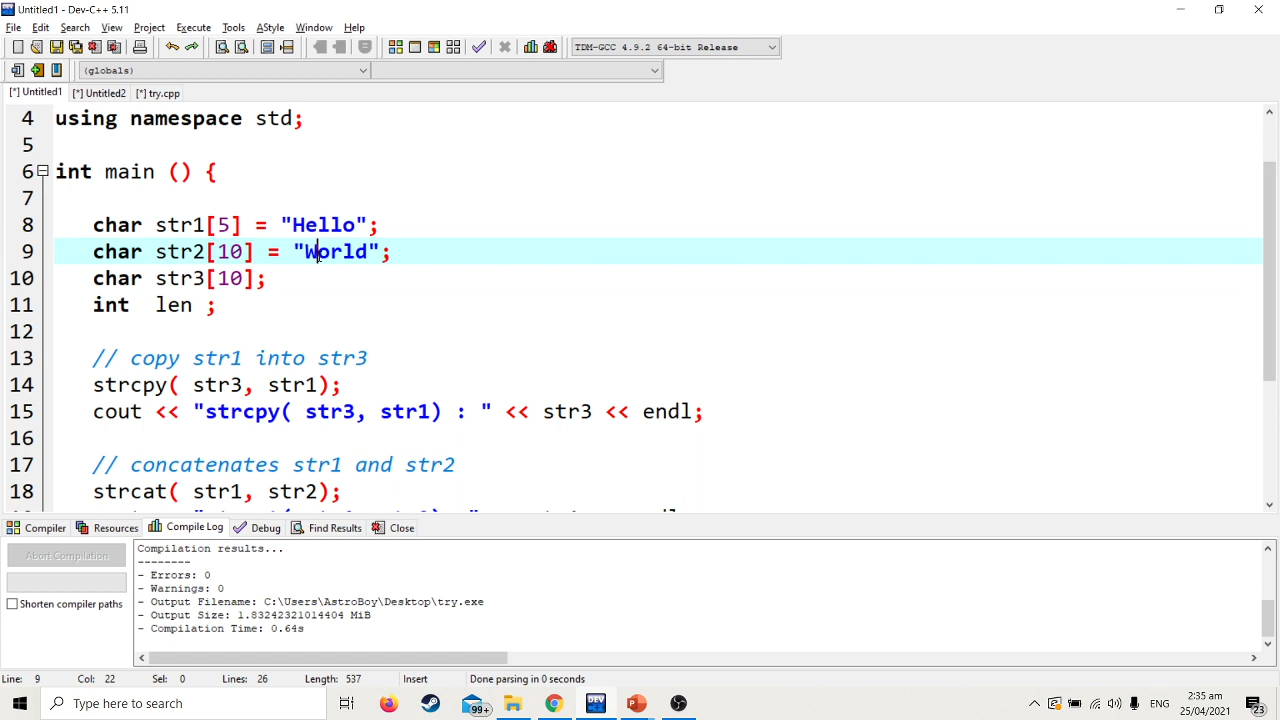 Untitled1 - Dev-C++ 5.11
File Edit Search View Project Execute Tools AStyle Window Help
TDM-GCC 4.9.2 64-bit Release
(globals)
[*] Untitled1 [*] Untitled2 [*] try.cpp
4 using namespace std;
5
6 int main () {
7
8 char str1[5] = "Hello";
9 char str2[10] = "World";
10 char str3[10];
11 int len ;
12
13 // copy str1 into str3
14 strcpy( str3, str1);
15 cout << "strcpy( str3, str1) : " << str3 << endl;
16
17 // concatenates str1 and str2
18 strcat( str1, str2);
Compiler Resources Compile Log Debug Find Results Close
Abort Compilation
Shorten compiler paths
Compilation results...
--------
- Errors: 0
- Warnings: 0
- Output Filename: C:\Users\AstroBoy\Desktop\try.exe
- Output Size: 1.83242321014404 MiB
- Compilation Time: 0.64s
Line: 9 Col: 22 Sel: 0 Lines: 26 Length: 537 Insert Done parsing in 0 seconds
Type here to search
99+
ENG
2:35 am
25/04/2021
23